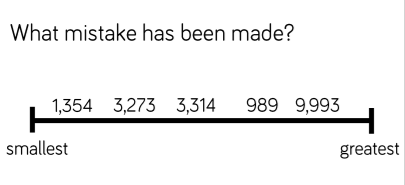 What mistake has been made?
1,354 3,273 3,314 989 9,993
smallest greatest